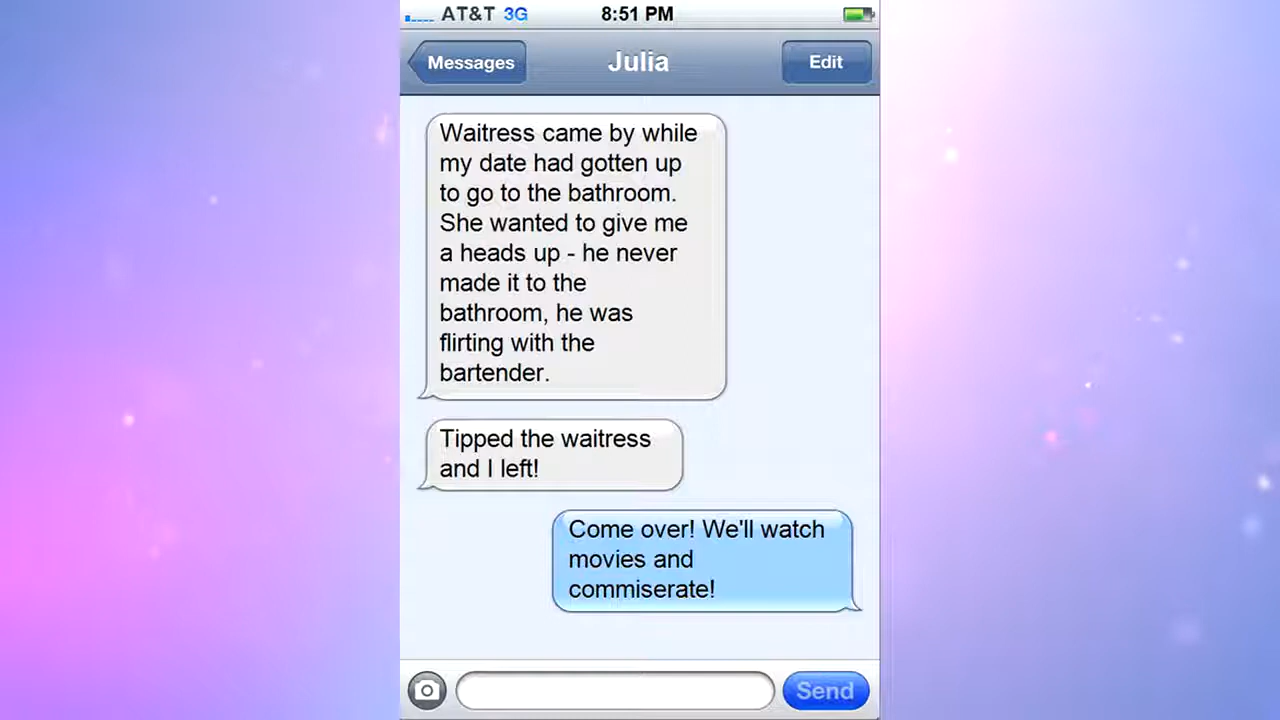 AT&T 3G 8:51 PM
Messages Julia Edit
Waitress came by while
my date had gotten up
to go to the bathroom.
She wanted to give me
a heads up - he never
made it to the
bathroom, he was
flirting with the
bartender.
Tipped the waitress
and I left!
Come over! We'll watch
movies and
commiserate!
Send